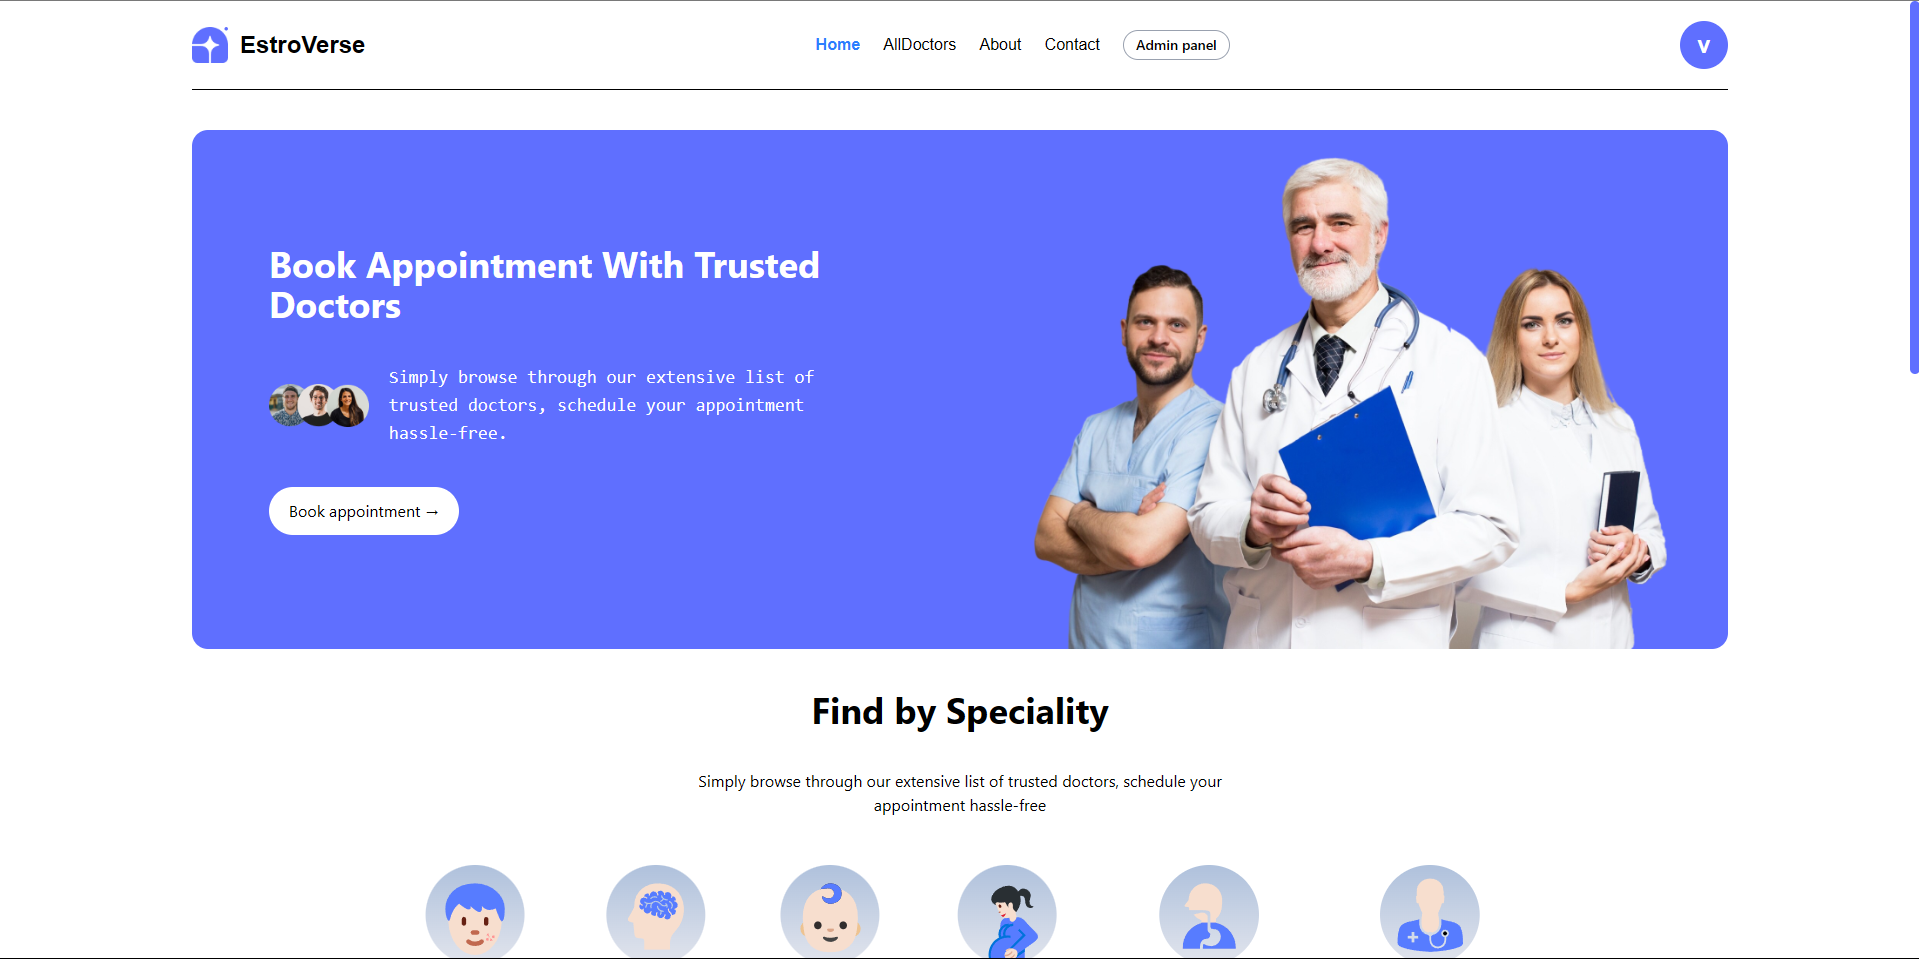 EstroVerse
Home AllDoctors About Contact Admin panel
v
Book Appointment With Trusted
Doctors
Simply browse through our extensive list of
trusted doctors, schedule your appointment
hassle-free.
Book appointment →
Find by Speciality
Simply browse through our extensive list of trusted doctors, schedule your
appointment hassle-free